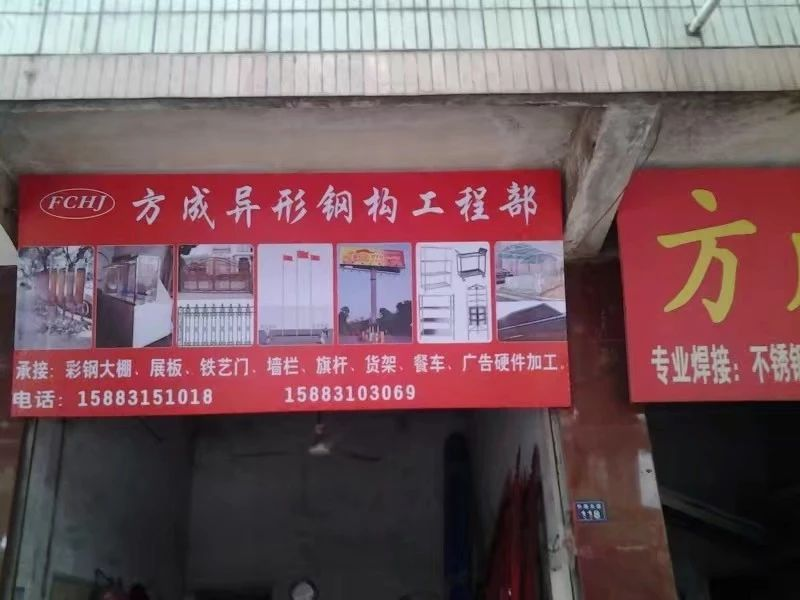 FCHJ 方成异形钢构工程部
承接：彩钢大棚、展板、铁艺门、墙栏、旗杆、货架、餐车、广告硬件加工。
电话：15883151018 15883103069
方
专业焊接：不锈钢
118